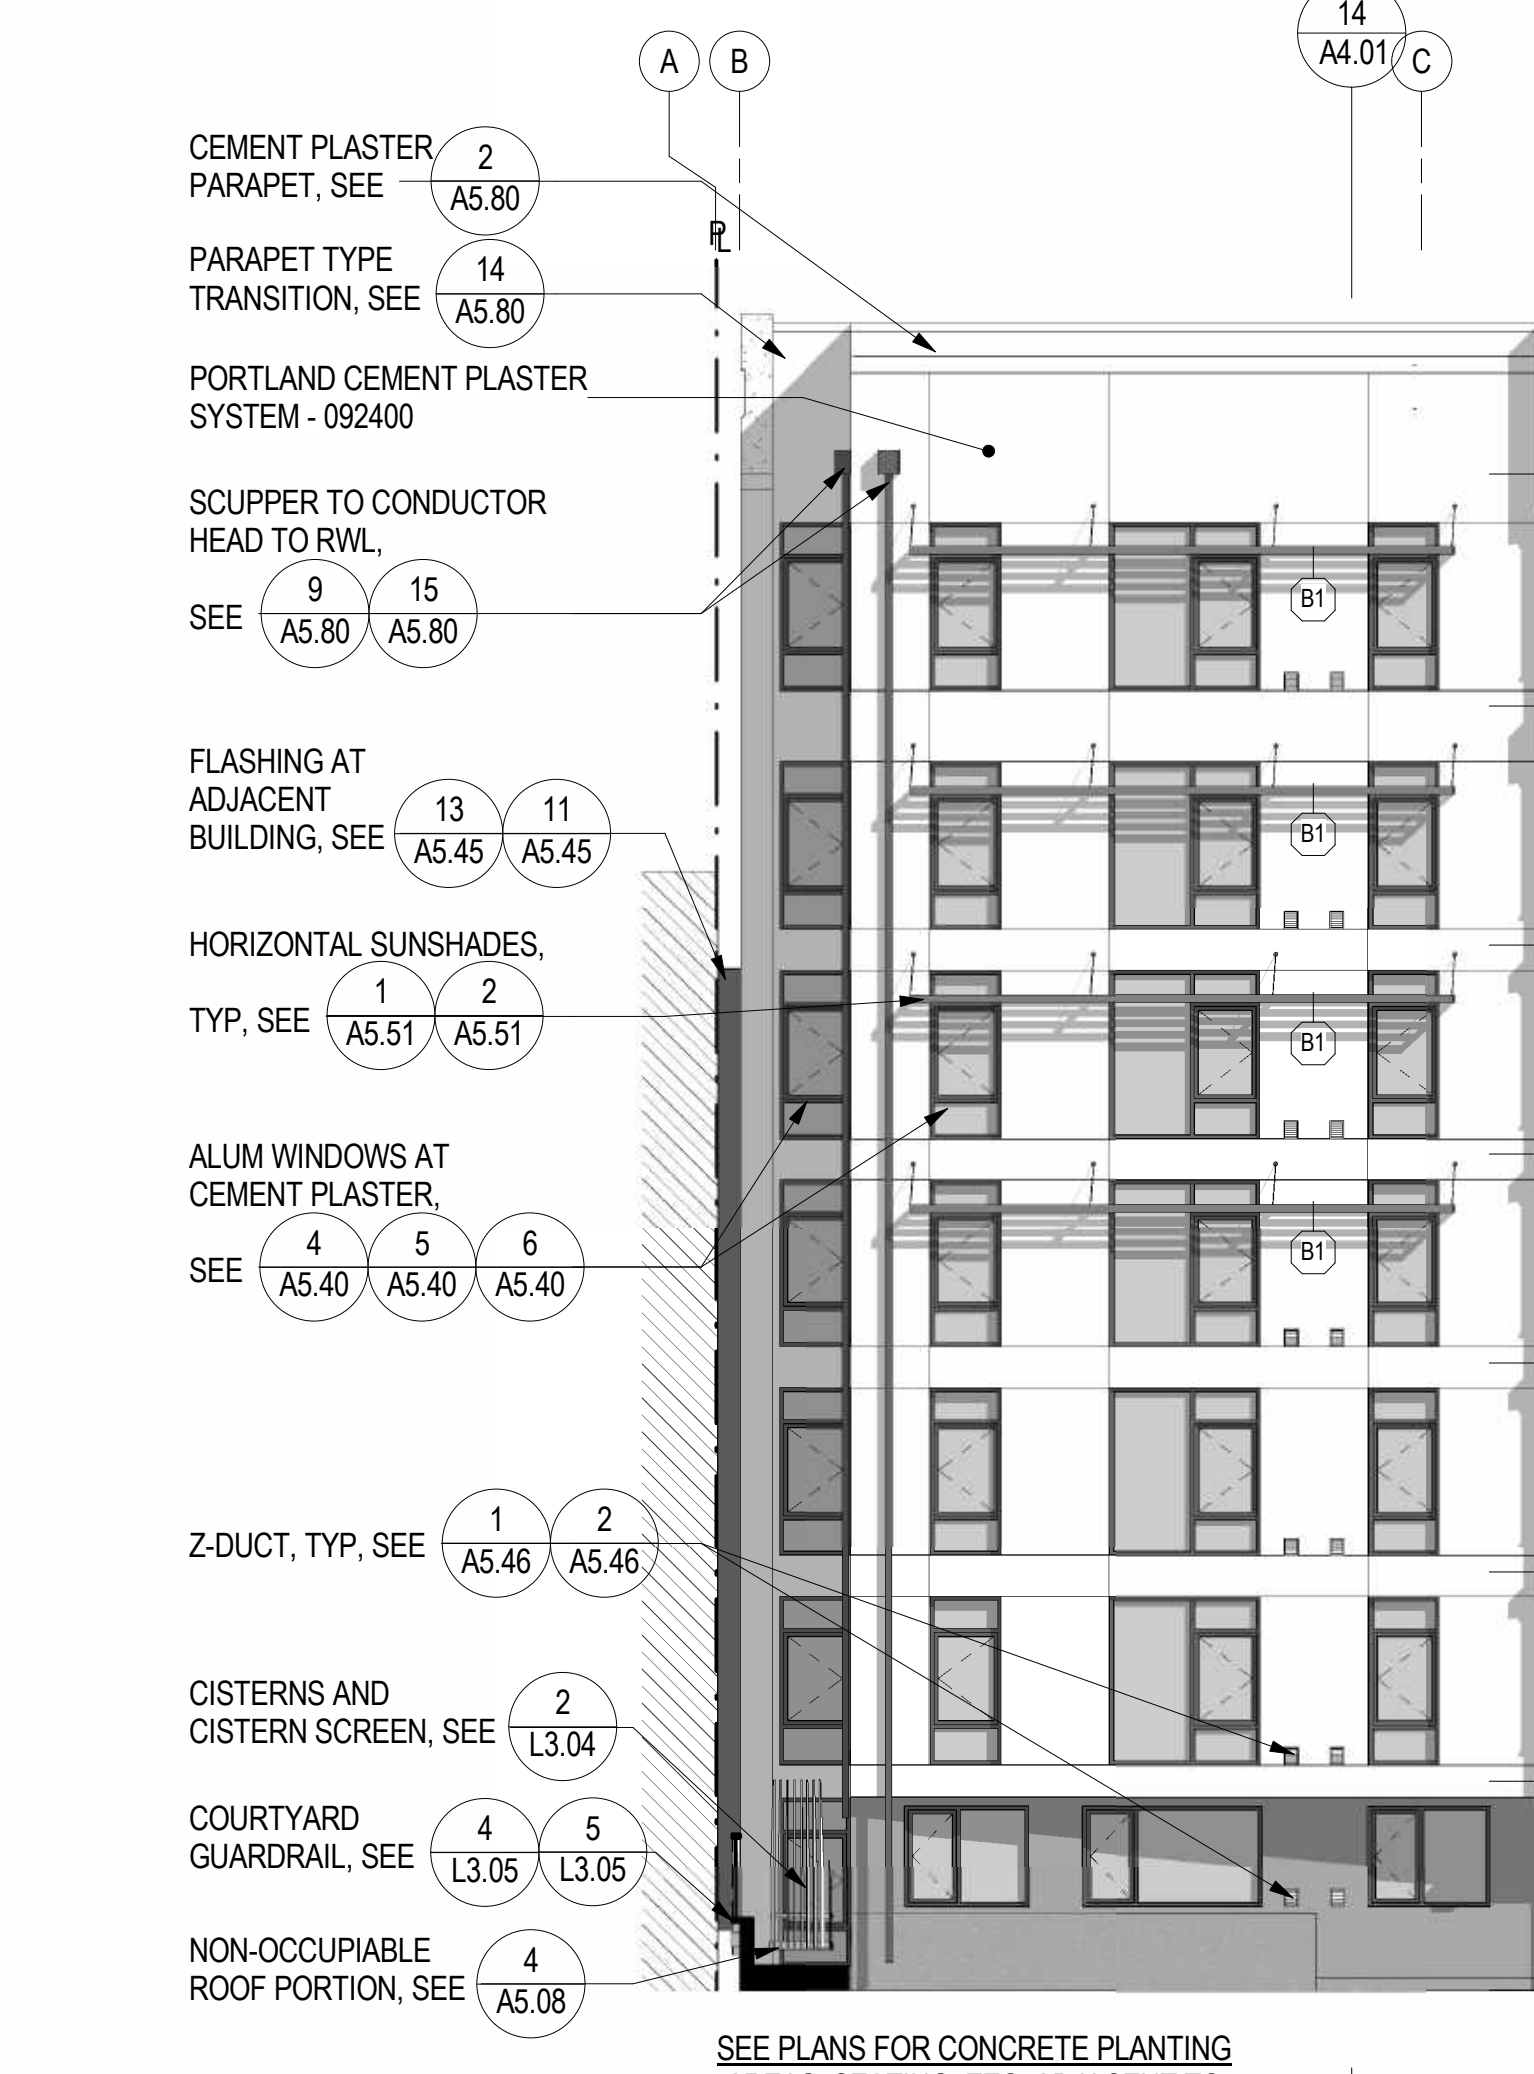 14
A4.01
A B C
CEMENT PLASTER
PARAPET, SEE
2
A5.80
PL
PARAPET TYPE
TRANSITION, SEE
14
A5.80
PORTLAND CEMENT PLASTER
SYSTEM - 092400
SCUPPER TO CONDUCTOR
HEAD TO RWL,
SEE
9 15
A5.80 A5.80
B1
FLASHING AT
ADJACENT
BUILDING, SEE
13 11
A5.45 A5.45
B1
HORIZONTAL SUNSHADES,
TYP, SEE
1 2
A5.51 A5.51
B1
ALUM WINDOWS AT
CEMENT PLASTER,
SEE
4 5 6
A5.40 A5.40 A5.40
B1
Z-DUCT, TYP, SEE
1 2
A5.46 A5.46
CISTERNS AND
CISTERN SCREEN, SEE
2
L3.04
COURTYARD
GUARDRAIL, SEE
4 5
L3.05 L3.05
NON-OCCUPIABLE
ROOF PORTION, SEE
4
A5.08
SEE PLANS FOR CONCRETE PLANTING